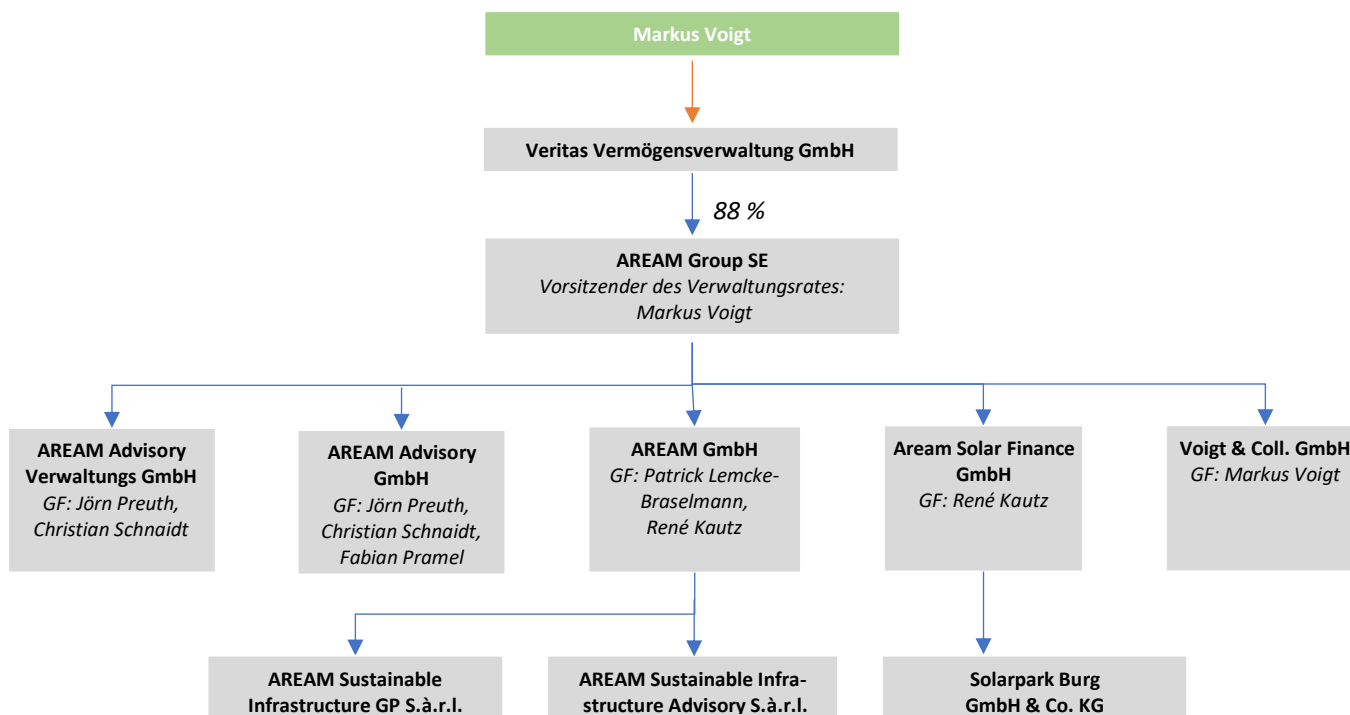 Markus Voigt
Veritas Vermögensverwaltung GmbH
88 %
AREAM Group SE
Vorsitzender des Verwaltungsrates:
Markus Voigt
AREAM Advisory
Verwaltungs GmbH
GF: Jörn Preuth,
Christian Schnaidt
AREAM Advisory
GmbH
GF: Jörn Preuth,
Christian Schnaidt,
Fabian Pramel
AREAM GmbH
GF: Patrick Lemcke-
Braselmann,
René Kautz
Aream Solar Finance
GmbH
GF: René Kautz
Voigt & Coll. GmbH
GF: Markus Voigt
AREAM Sustainable
Infrastructure GP S.à.r.l.
AREAM Sustainable Infra-
structure Advisory S.à.r.l.
Solarpark Burg
GmbH & Co. KG